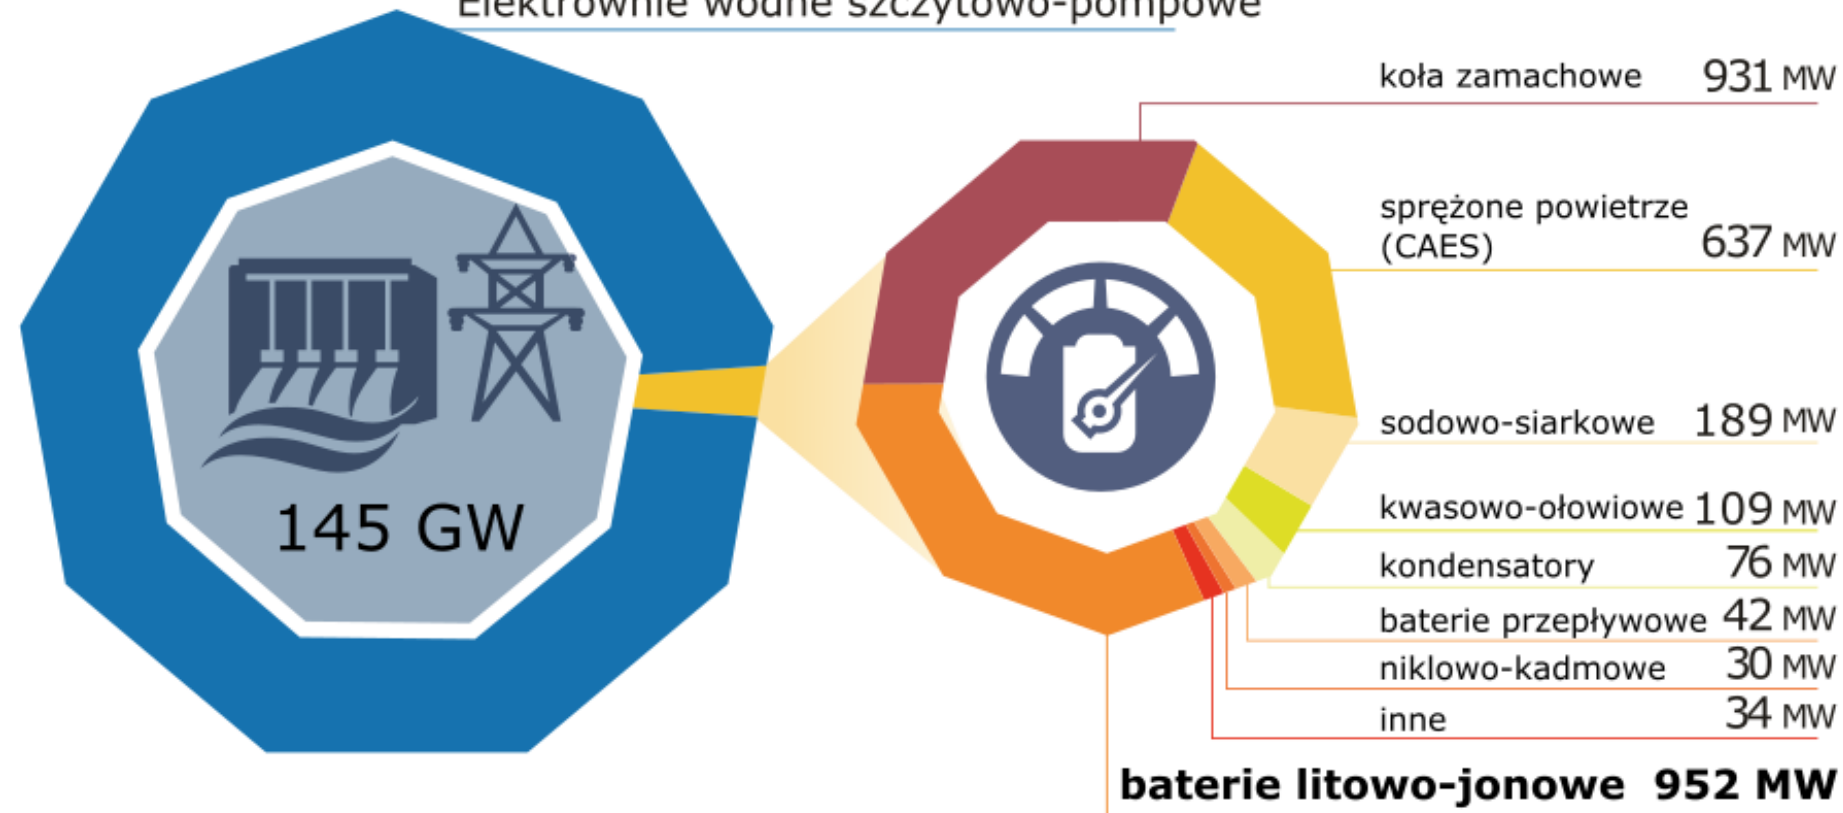 Elektrownie wodne szczytowo-pompowe
koła zamachowe 931 MW
sprężone powietrze
(CAES) 637 MW
sodowo-siarkowe 189 MW
kwasowo-ołowiowe 109 MW
kondensatory 76 MW
baterie przepływowe 42 MW
niklowo-kadmowe 30 MW
inne 34 MW
baterie litowo-jonowe 952 MW
145 GW